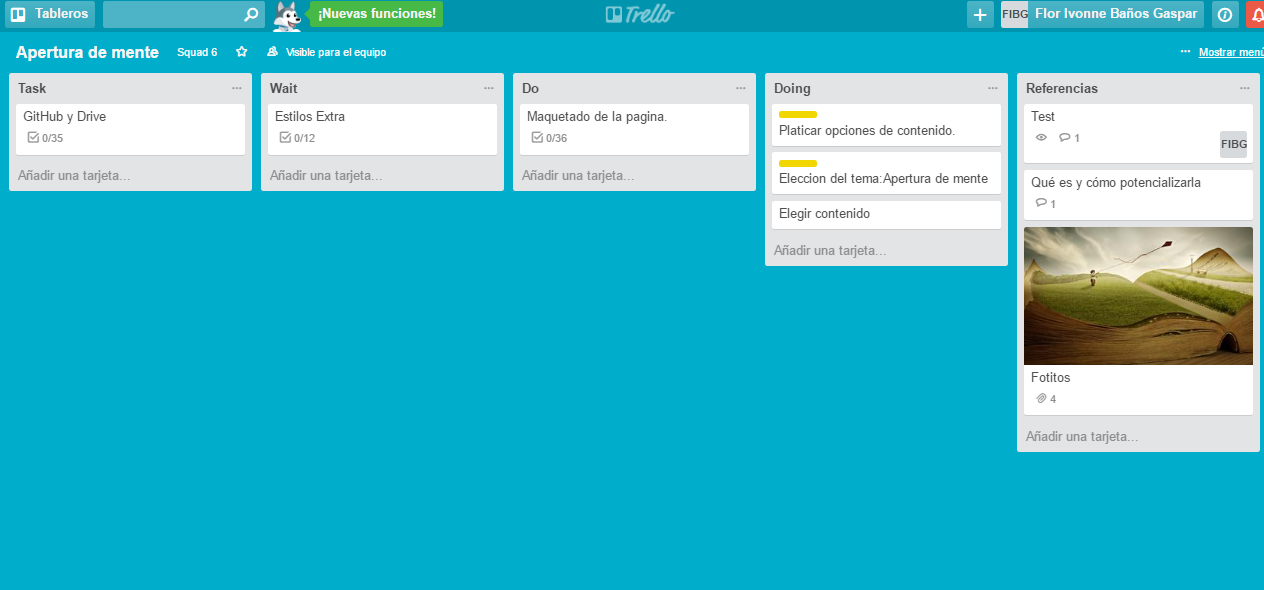 Tableros
¡Nuevas funciones!
Trello
FIBG
Flor Ivonne Baños Gaspar
Apertura de mente
Squad 6
Visible para el equipo
Mostrar menú
Task
GitHub y Drive
0/35
Añadir una tarjeta...
Wait
Estilos Extra
0/12
Añadir una tarjeta...
Do
Maquetado de la pagina.
0/36
Añadir una tarjeta...
Doing
Platicar opciones de contenido.
Eleccion del tema:Apertura de mente
Elegir contenido
Añadir una tarjeta...
Referencias
Test
1
FIBG
Qué es y cómo potencializarla
1
Fotitos
4
Añadir una tarjeta...